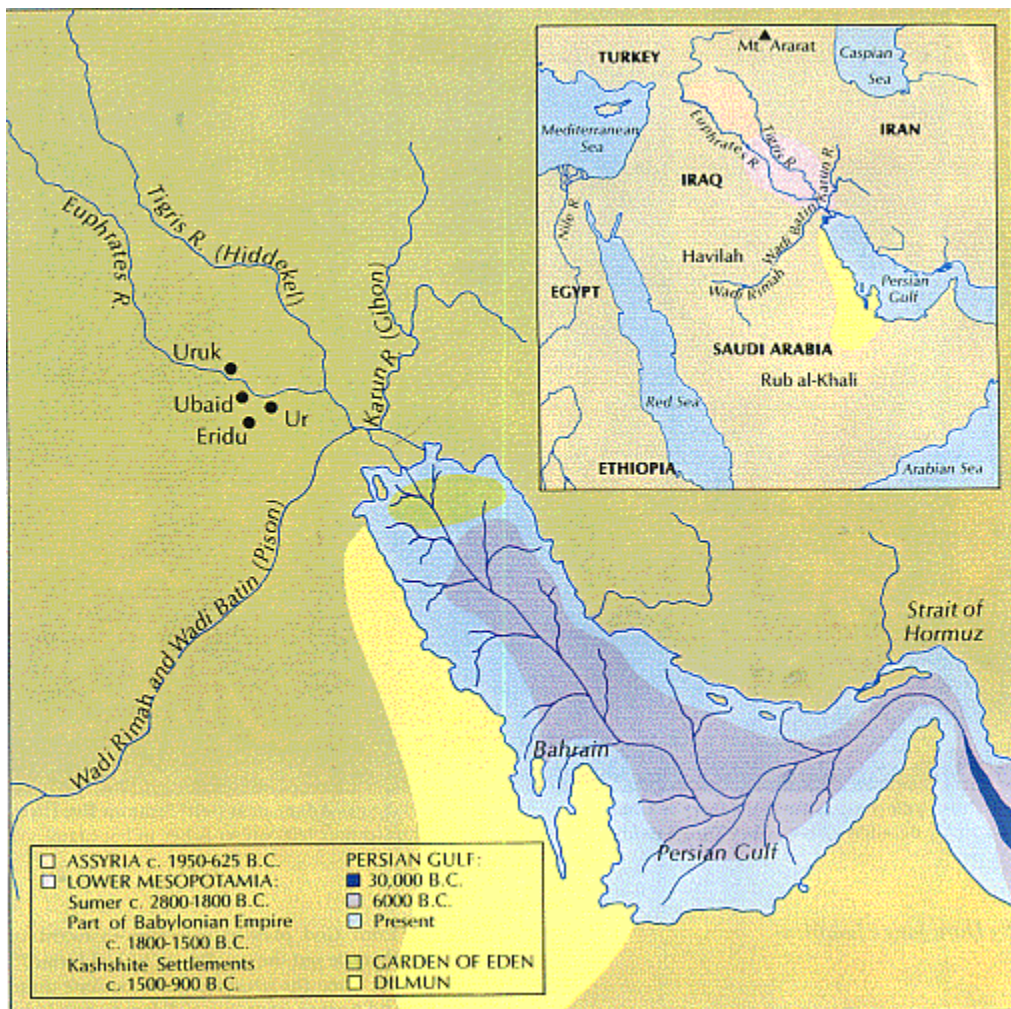 TURKEY
Mt. Ararat
Caspian
Sea
Mediterranean
Sea
Euphrates R.
Tigris R.
IRAN
IRAQ
Karun R.
Wadi Batin
Nile R.
Havilah
Wadi Rimah
EGYPT
Persian
Gulf
SAUDI ARABIA
Rub al-Khali
Red Sea
ETHIOPIA
Arabian Sea
Euphrates R.
Tigris R. (Hiddekel)
Karun R (Gihon)
Uruk
Ubaid
Ur
Eridu
Wadi Rimah and Wadi Batin (Pison)
Strait of
Hormuz
Bahrain
Persian Gulf
ASSYRIA c. 1950-625 B.C.
LOWER MESOPOTAMIA:
Sumer c. 2800-1800 B.C.
Part of Babylonian Empire
c. 1800-1500 B.C.
Kashshite Settlements
c. 1500-900 B.C.
PERSIAN GULF:
30,000 B.C.
6000 B.C.
Present
GARDEN OF EDEN
DILMUN